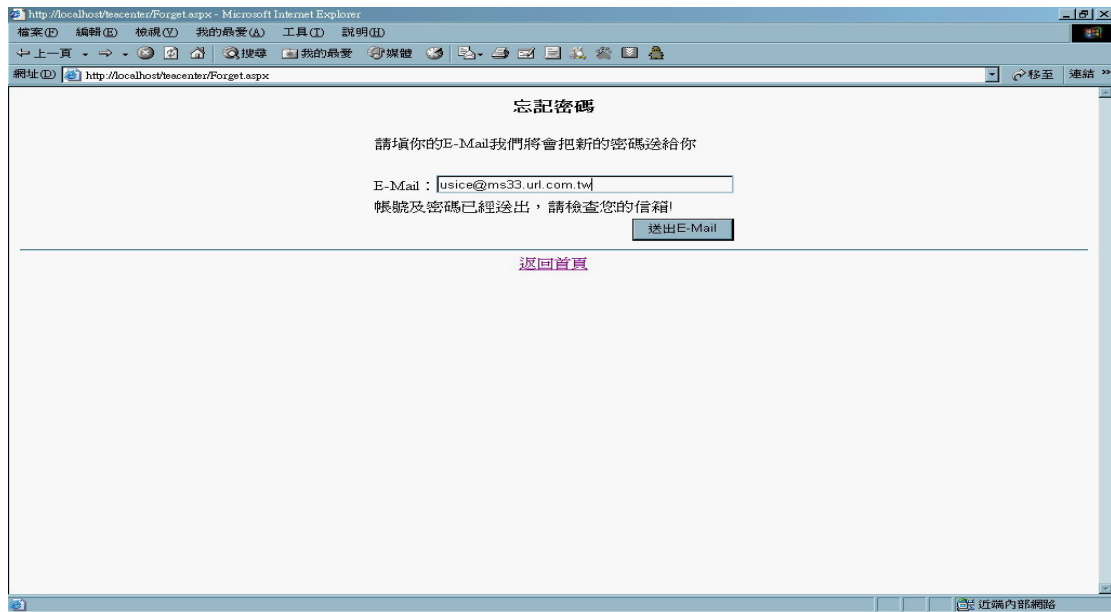 http://localhost/teacenter/Forget.aspx - Microsoft Internet Explorer
檔案(F) 編輯(E) 檢視(V) 我的最愛(A) 工具(T) 說明(H)
上一頁 搜尋 我的最愛 媒體
網址(D) http://localhost/teacenter/Forget.aspx 移至 連結 »
忘記密碼
請填你的E-Mail我們將會把新的密碼送給你
E-Mail：usice@ms33.url.com.tw
帳號及密碼已經送出，請檢查您的信箱!
送出E-Mail
返回首頁
近端內部網路